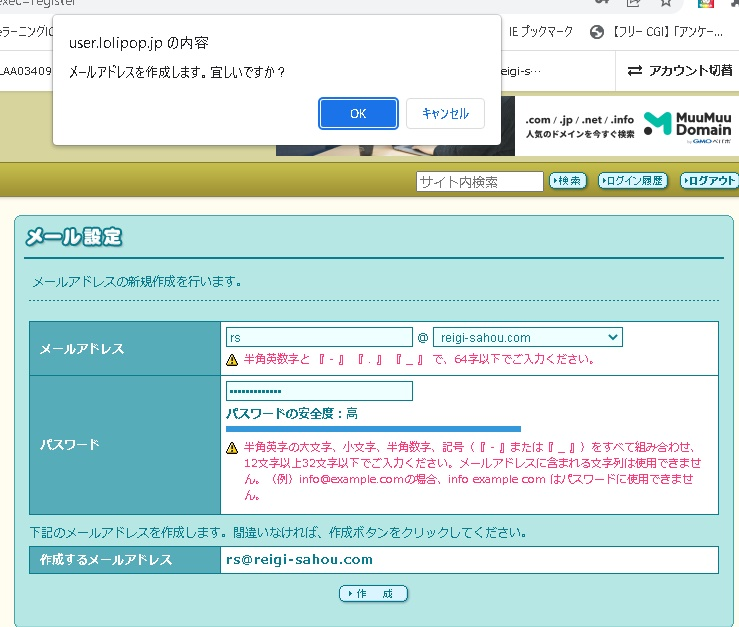 exec=register
user.lolipop.jp の内容
メールアドレスを作成します。宜しいですか？
OK
キャンセル
ラーニング
IE ブックマーク
【フリー CGI】「アンケー...
LAA03409
eigi-s…
アカウント切替
.com / .jp / .net / .info
人気のドメインを今すぐ検索
MuuMuu
Domain
by GMOペパボ
サイト内検索
検索
ログイン履歴
ログアウト
メール設定
メールアドレスの新規作成を行います。
メールアドレス
rs @ reigi-sahou.com
半角英数字と 『 - 』 『 . 』 『 _ 』 で、64字以下でご入力ください。
パスワード
•••••••••••••
パスワードの安全度：高
半角英字の大文字、小文字、半角数字、記号（『 - 』または『 _ 』）をすべて組み合わせ、
12文字以上32文字以下でご入力ください。メールアドレスに含まれる文字列は使用できませ
ん。（例）info@example.comの場合、info example com はパスワードに使用できませ
ん。
下記のメールアドレスを作成します。間違いなければ、作成ボタンをクリックしてください。
作成するメールアドレス
rs@reigi-sahou.com
作 成